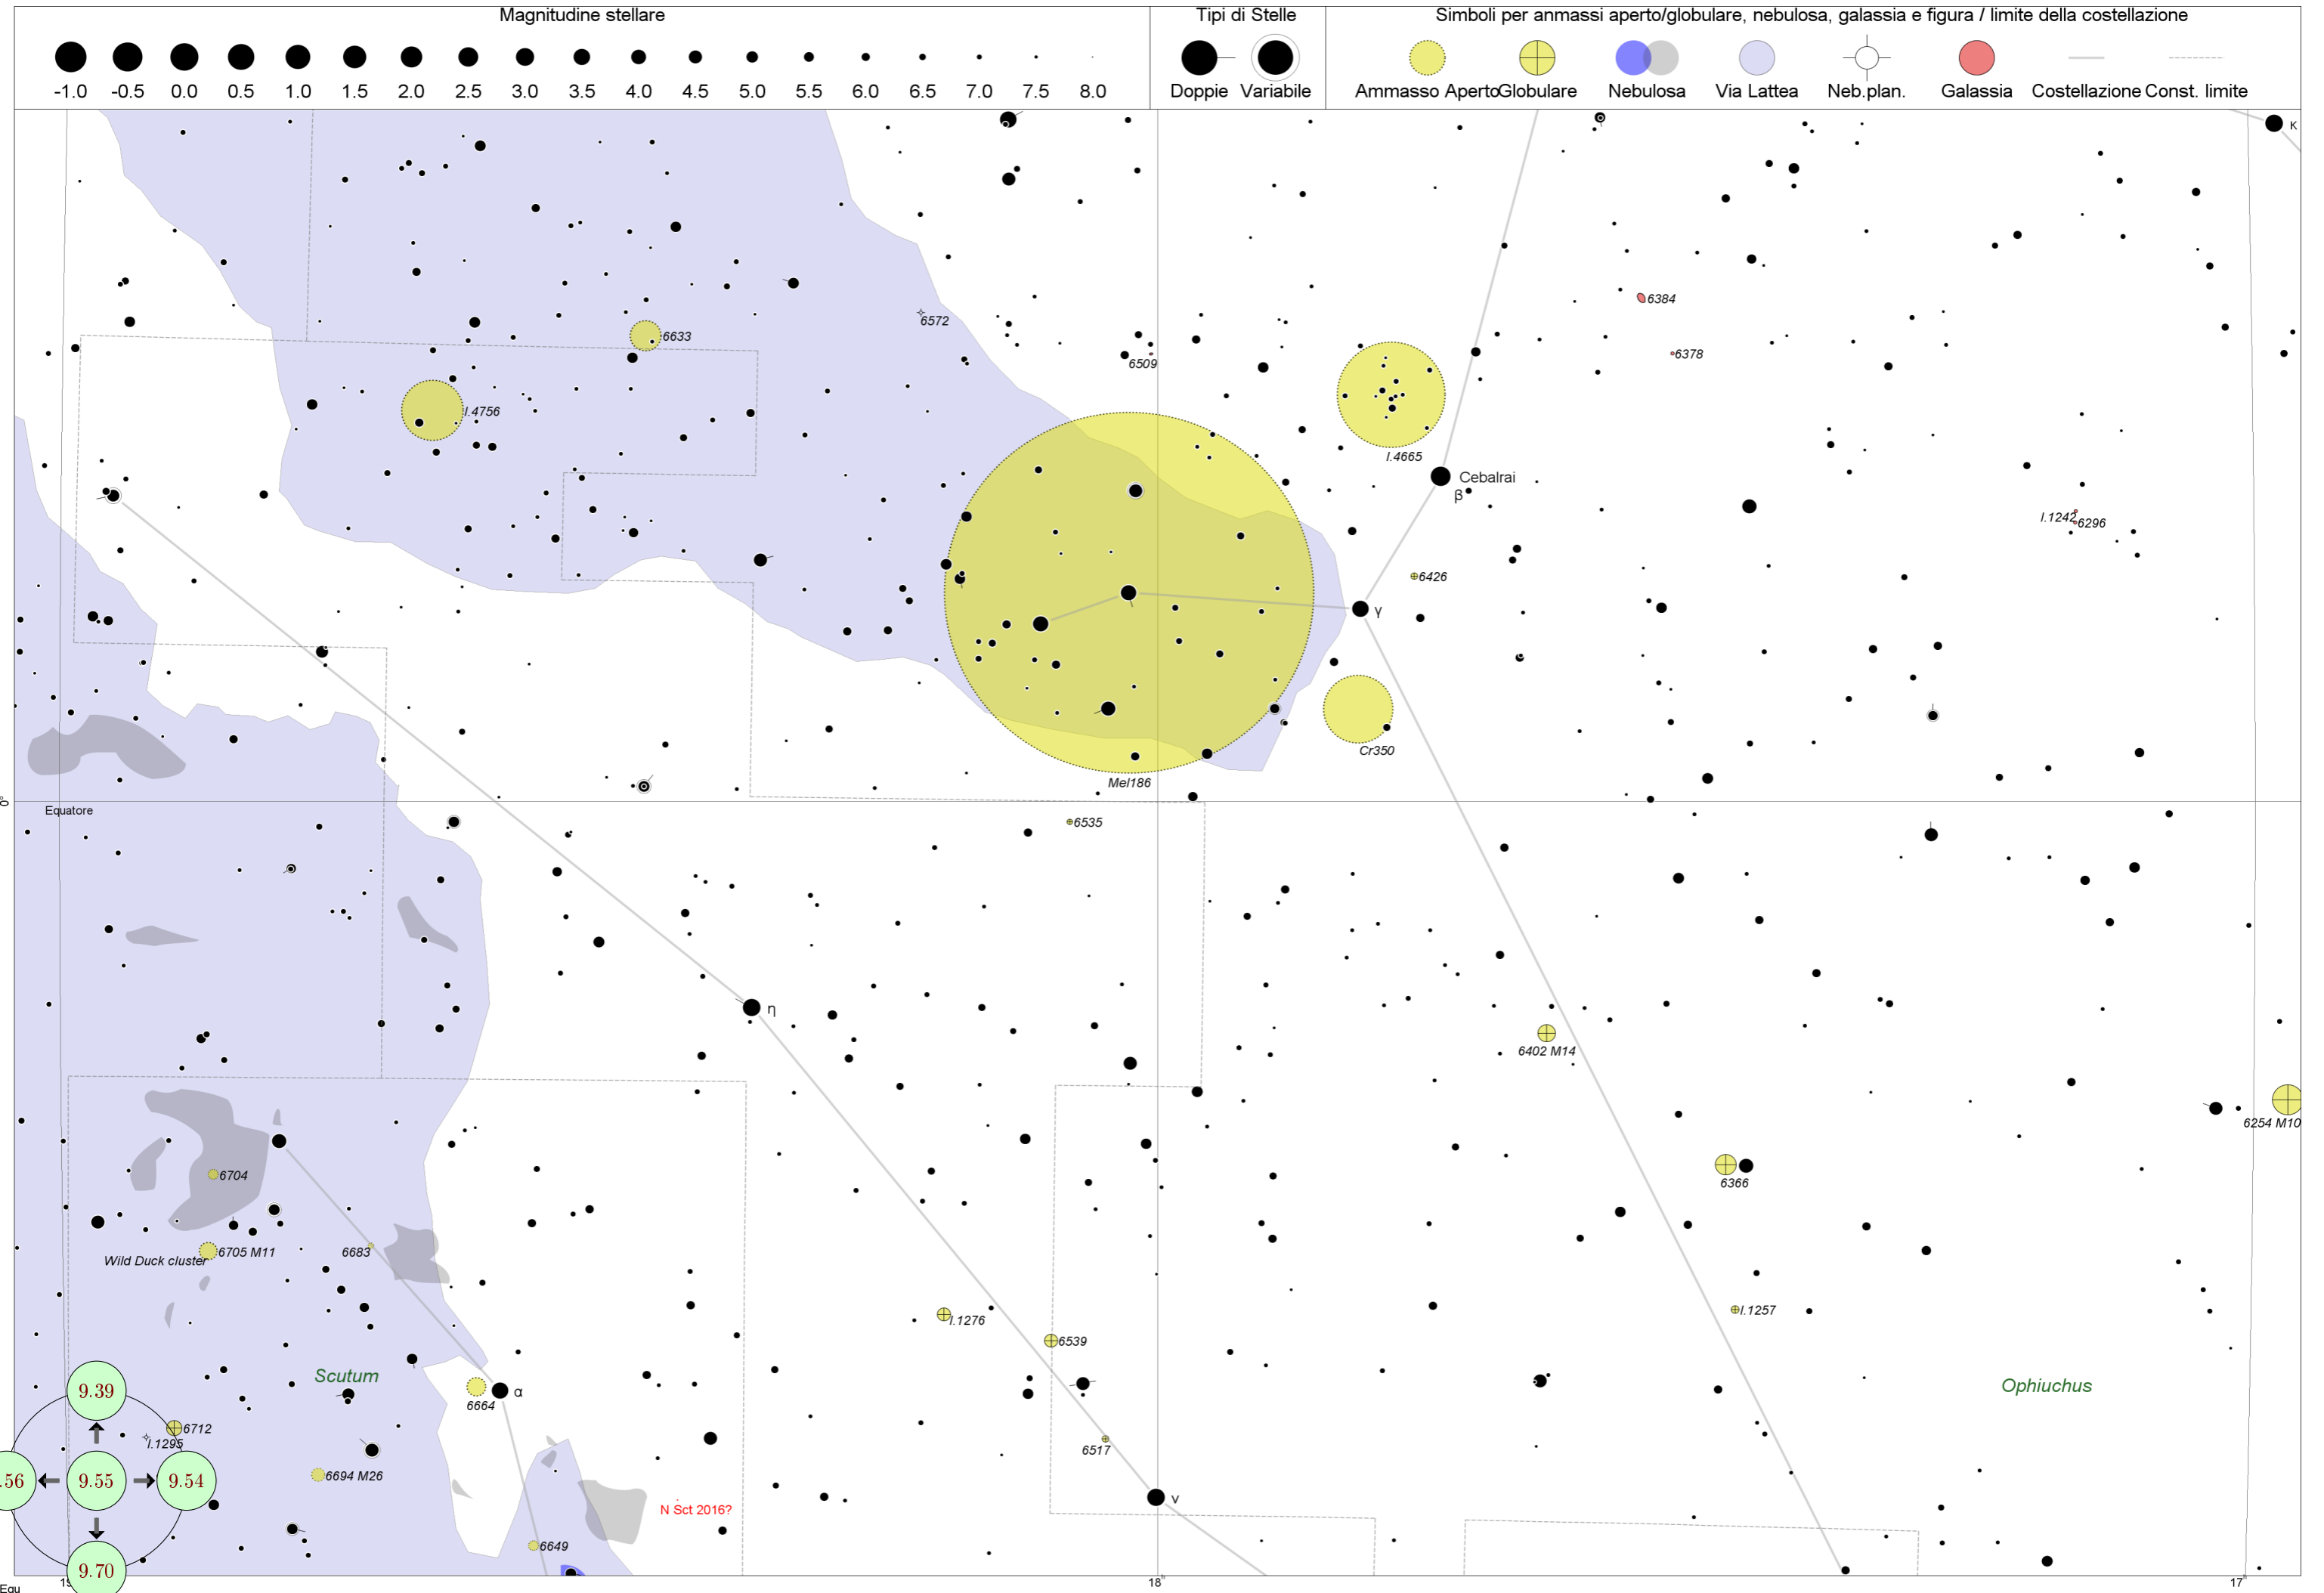 Magnitudine stellare
Tipi di Stelle
Simboli per anmassi aperto/globulare, nebulosa, galassia e figura / limite della costellazione
-1.0 -0.5 0.0 0.5 1.0 1.5 2.0 2.5 3.0 3.5 4.0 4.5 5.0 5.5 6.0 6.5 7.0 7.5 8.0
Doppie Variabile
Ammasso Aperto Globulare Nebulosa Via Lattea Neb.plan. Galassia Costellazione Const. limite
κ
6384
6572
6633
6378
6509
I.4756
I.4665
Cebalrai
β
I.1242
6296
6426
γ
Cr350
Mel186
0°
Equatore
6535
η
6402 M14
6254 M10
6366
6704
6705 M11
6683
Wild Duck cluster
I.1276
I.1257
6539
Scutum
α
Ophiuchus
9.39
6664
6712
I.1295
6517
6694 M26
.56
9.55
9.54
ν
N Sct 2016?
6649
9.70
19
18h
17h
Equ